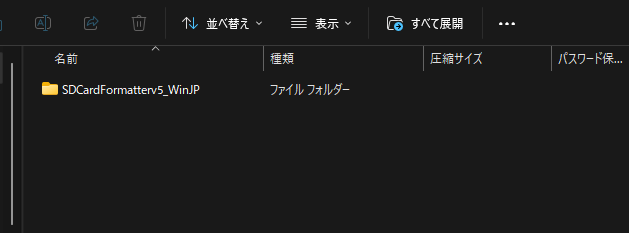 並べ替え 表示 すべて展開
名前 種類 圧縮サイズ パスワード保...
SDCardFormatterv5_WinJP ファイル フォルダー